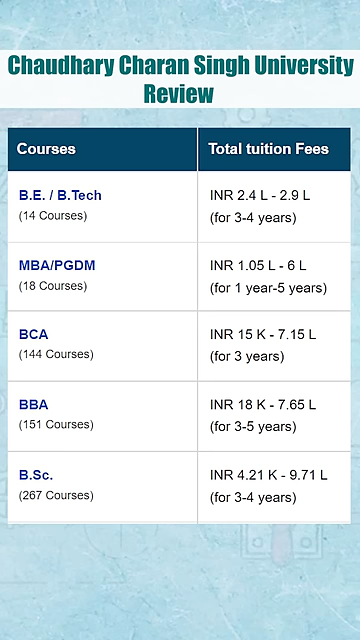 Chaudhary Charan Singh University
Review
Courses Total tuition Fees
B.E. / B.Tech INR 2.4 L - 2.9 L
(14 Courses) (for 3-4 years)
MBA/PGDM INR 1.05 L - 6 L
(18 Courses) (for 1 year-5 years)
BCA INR 15 K - 7.15 L
(144 Courses) (for 3 years)
BBA INR 18 K - 7.65 L
(151 Courses) (for 3-5 years)
B.Sc. INR 4.21 K - 9.71 L
(267 Courses) (for 3-4 years)